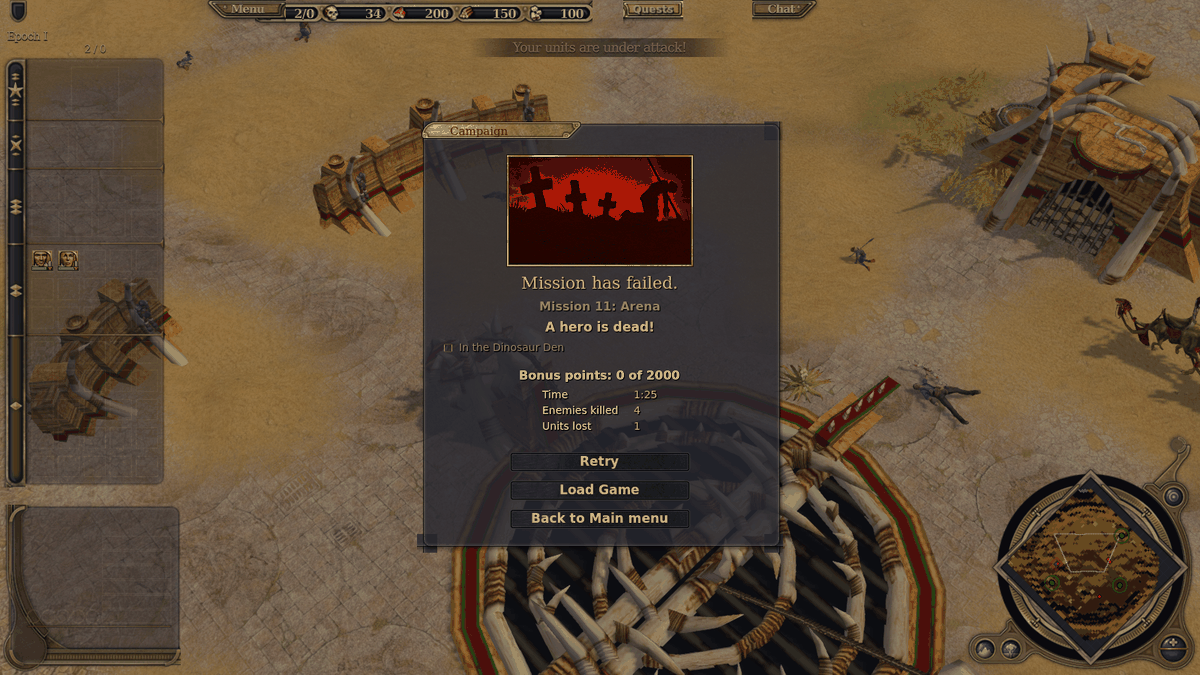 Menu
2/0
34
200
150
100
Quests
Chat
Epoch I
2 / 0
Your units are under attack!
Campaign
Mission has failed.
Mission 11: Arena
A hero is dead!
In the Dinosaur Den
Bonus points: 0 of 2000
Time 1:25
Enemies killed 4
Units lost 1
Retry
Load Game
Back to Main menu